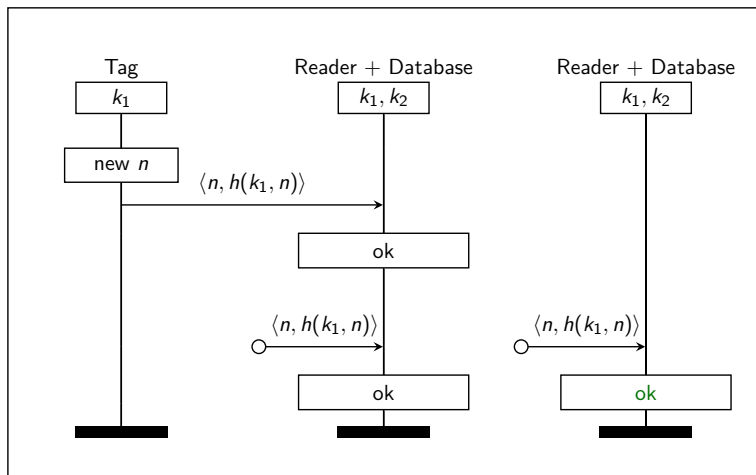 Tag Reader + Database Reader + Database
k₁ k₁, k₂ k₁, k₂
new n
⟨n, h(k₁, n)⟩
ok
⟨n, h(k₁, n)⟩ ⟨n, h(k₁, n)⟩
ok ok